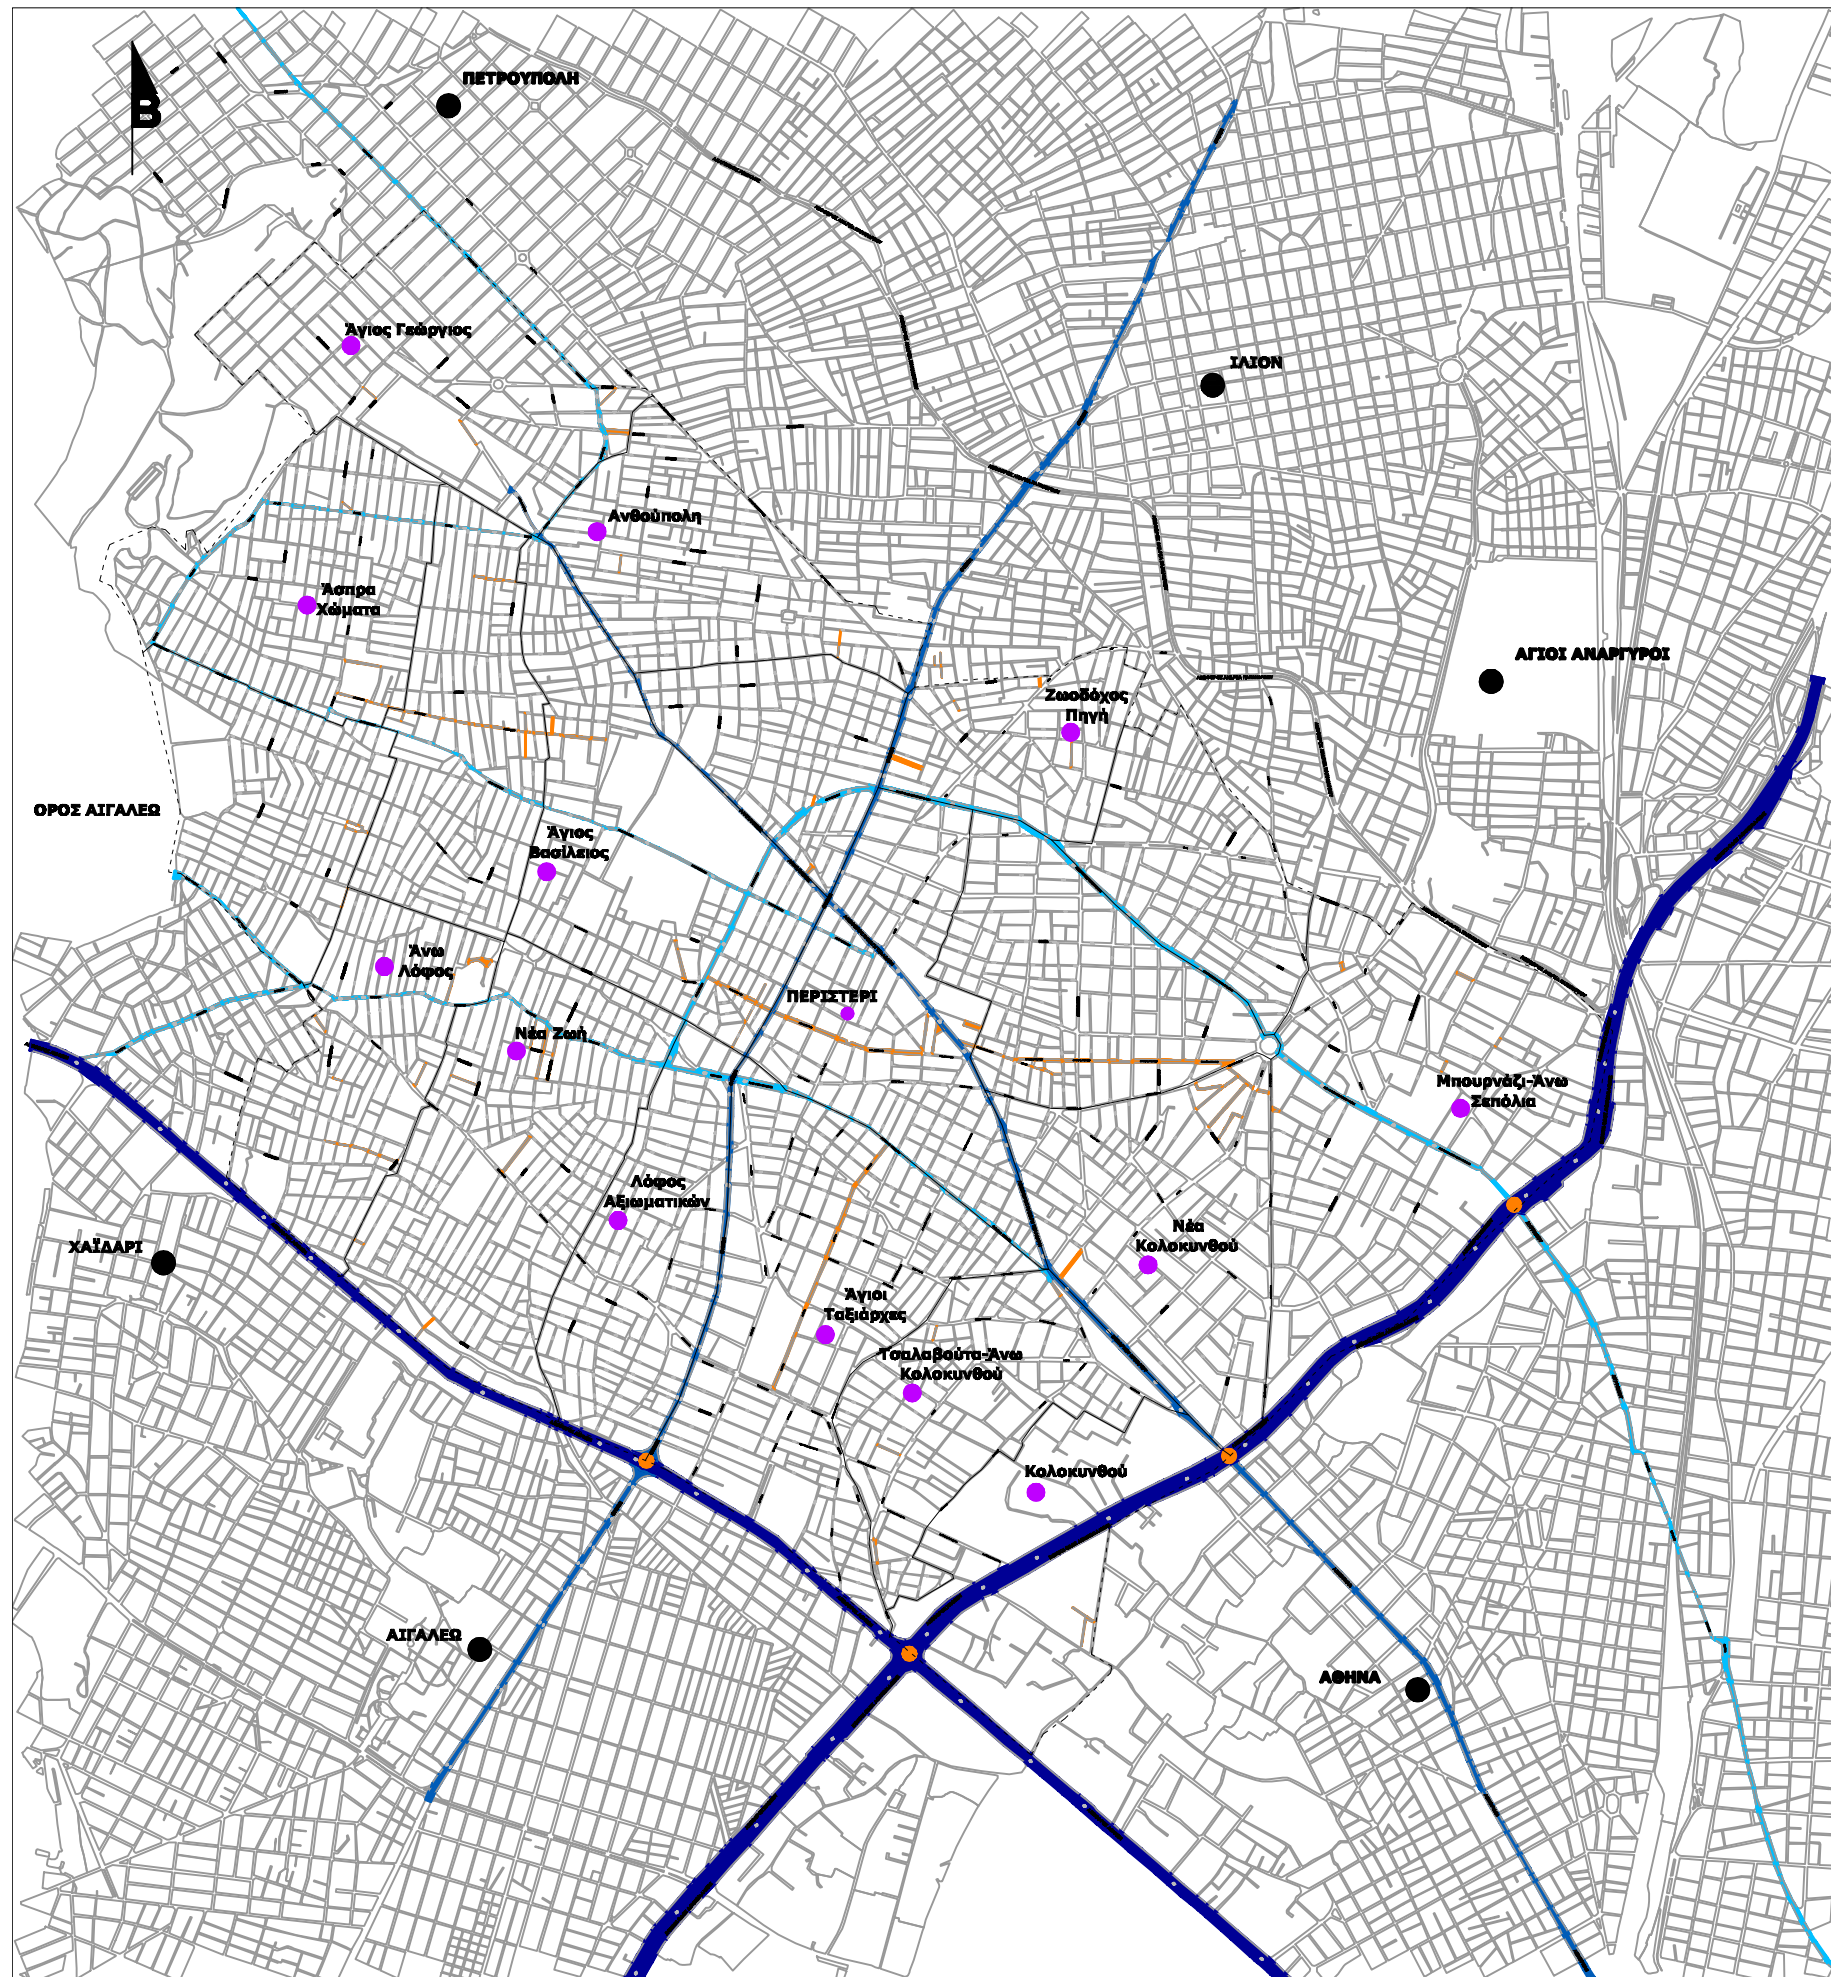 ΠΕΤΡΟΥΠΟΛΗ
Β
Άγιος Γεώργιος
ΙΛΙΟΝ
Ανθούπολη
Άσπρα
Χώματα
ΑΓΙΟΙ ΑΝΑΡΓΥΡΟΙ
Ζωοδόχος
Πηγή
ΟΡΟΣ ΑΙΓΑΛΕΩ
Άγιος
Βασίλειος
Άνω
Λόφος
ΠΕΡΙΣΤΕΡΙ
Νέα Ζωή
Μπουρνάζι-Άνω
Σεπόλια
Λόφος
Αξιωματικών
Νέα
Κολοκυνθού
ΧΑΪΔΑΡΙ
Άγιοι
Ταξιάρχες
Τσαλαβούτα-Άνω
Κολοκυνθού
Κολοκυνθού
ΑΙΓΑΛΕΩ
ΑΘΗΝΑ